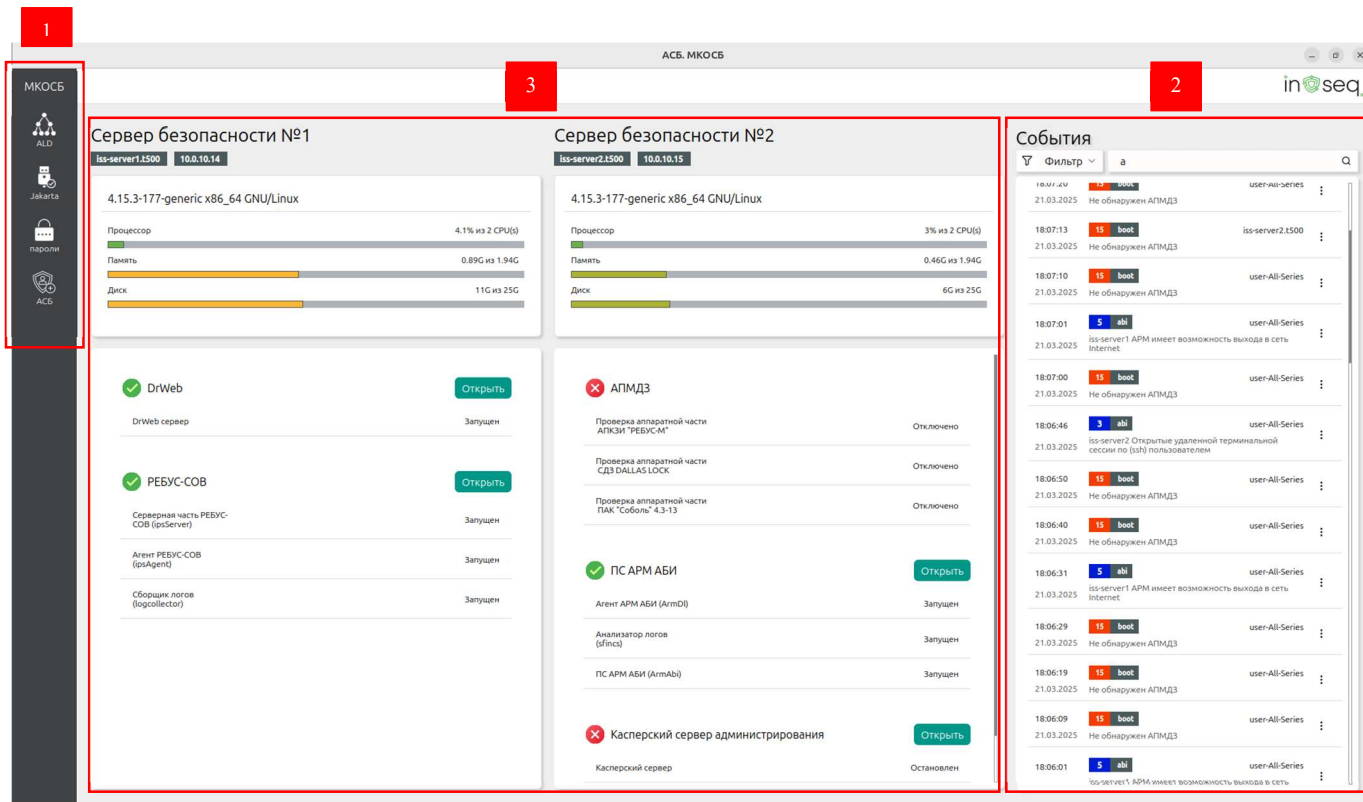 1
АСБ. МКОСБ
МКОСБ
3
2
in seq
ALD
Jakarta
пароли
АСБ
Сервер безопасности №1
iss-server1.t500 10.0.10.14
4.15.3-177-generic x86_64 GNU/Linux
Процессор 4.1% из 2 CPU(s)
Память 0.89G из 1.94G
Диск 11G из 25G
DrWeb Открыть
DrWeb сервер Запущен
РЕБУС-СОВ Открыть
Серверная часть РЕБУС-
СОВ (ipsServer) Запущен
Агент РЕБУС-СОВ
(ipsAgent) Запущен
Сборщик логов
(logcollector) Запущен
Сервер безопасности №2
iss-server2.t500 10.0.10.15
4.15.3-177-generic x86_64 GNU/Linux
Процессор 3% из 2 CPU(s)
Память 0.46G из 1.94G
Диск 6G из 25G
АПМДЗ
Проверка аппаратной части
АПКЗИ "РЕБУС-М" Отключено
Проверка аппаратной части
СДЗ DALLAS LOCK Отключено
Проверка аппаратной части
ПАК "Соболь" 4.3-13 Отключено
ПС АРМ АБИ Открыть
Агент АРМ АБИ (ArmDl) Запущен
Анализатор логов
(sfincs) Запущен
ПС АРМ АБИ (ArmAbi) Запущен
Касперский сервер администрирования Открыть
Касперский сервер Остановлен
События
Фильтр а
18:07:20 15 boot user-All-Series
21.03.2025 Не обнаружен АПМДЗ
18:07:13 15 boot iss-server2.t500
21.03.2025 Не обнаружен АПМДЗ
18:07:10 15 boot user-All-Series
21.03.2025 Не обнаружен АПМДЗ
18:07:01 5 abi user-All-Series
21.03.2025 iss-server1 АРМ имеет возможность выхода в сеть
Internet
18:07:00 15 boot user-All-Series
21.03.2025 Не обнаружен АПМДЗ
18:06:46 3 abi user-All-Series
21.03.2025 iss-server2 Открытые удаленной терминальной
сессии по (ssh) пользователем
18:06:50 15 boot user-All-Series
21.03.2025 Не обнаружен АПМДЗ
18:06:40 15 boot user-All-Series
21.03.2025 Не обнаружен АПМДЗ
18:06:31 5 abi user-All-Series
21.03.2025 iss-server1 АРМ имеет возможность выхода в сеть
Internet
18:06:29 15 boot user-All-Series
21.03.2025 Не обнаружен АПМДЗ
18:06:19 15 boot user-All-Series
21.03.2025 Не обнаружен АПМДЗ
18:06:09 15 boot user-All-Series
21.03.2025 Не обнаружен АПМДЗ
18:06:01 5 abi user-All-Series
iss-server1 АРМ имеет возможность выхода в сеть